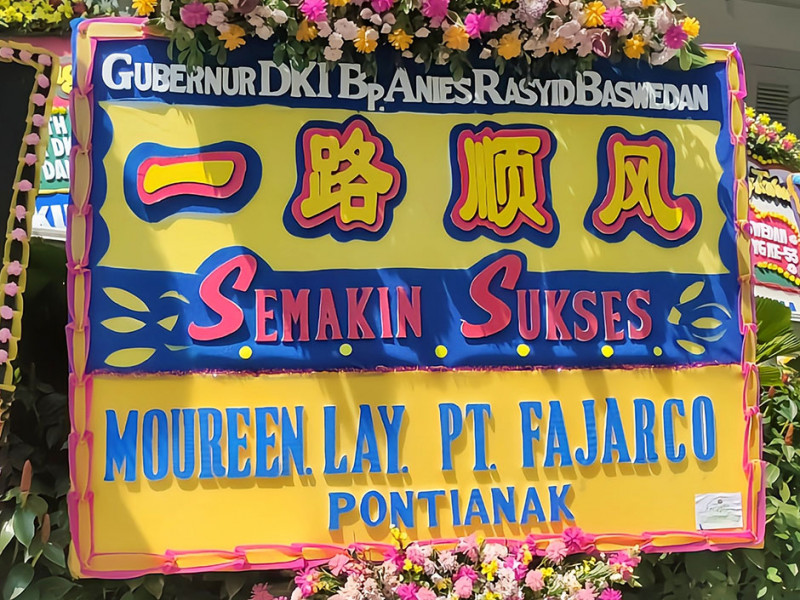 GUBERNUR DKI BP. ANIES RASYID BASWEDAN
一路顺风
SEMAKIN SUKSES
MOUREEN. LAY. PT. FAJARCO
PONTIANAK